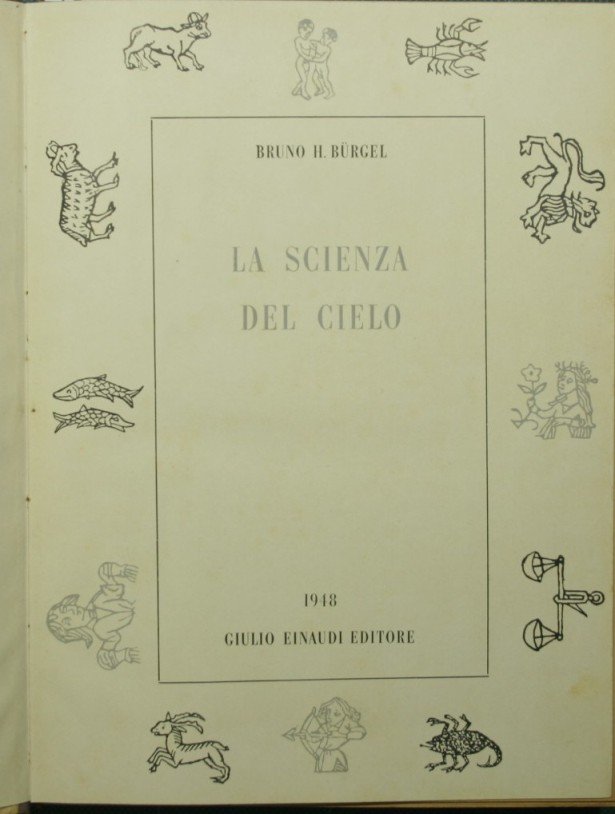 BRUNO H. BÜRGEL
LA SCIENZA
DEL CIELO
1948
GIULIO EINAUDI EDITORE